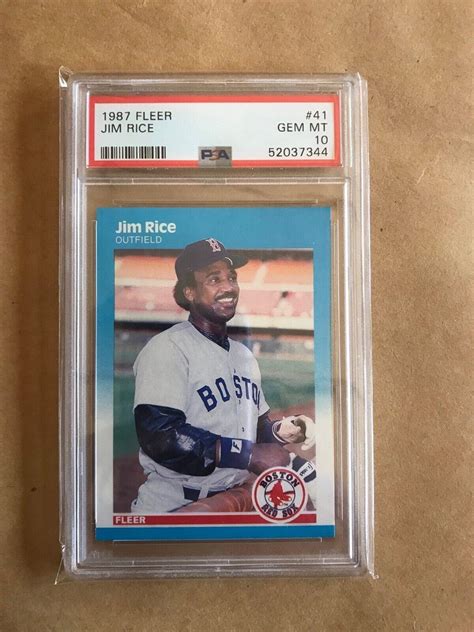 1987 FLEER #41
JIM RICE GEM MT
10
PSA 52037344
Jim Rice
OUTFIELD
B
BOSTON
BOSTON
RED SOX
FLEER